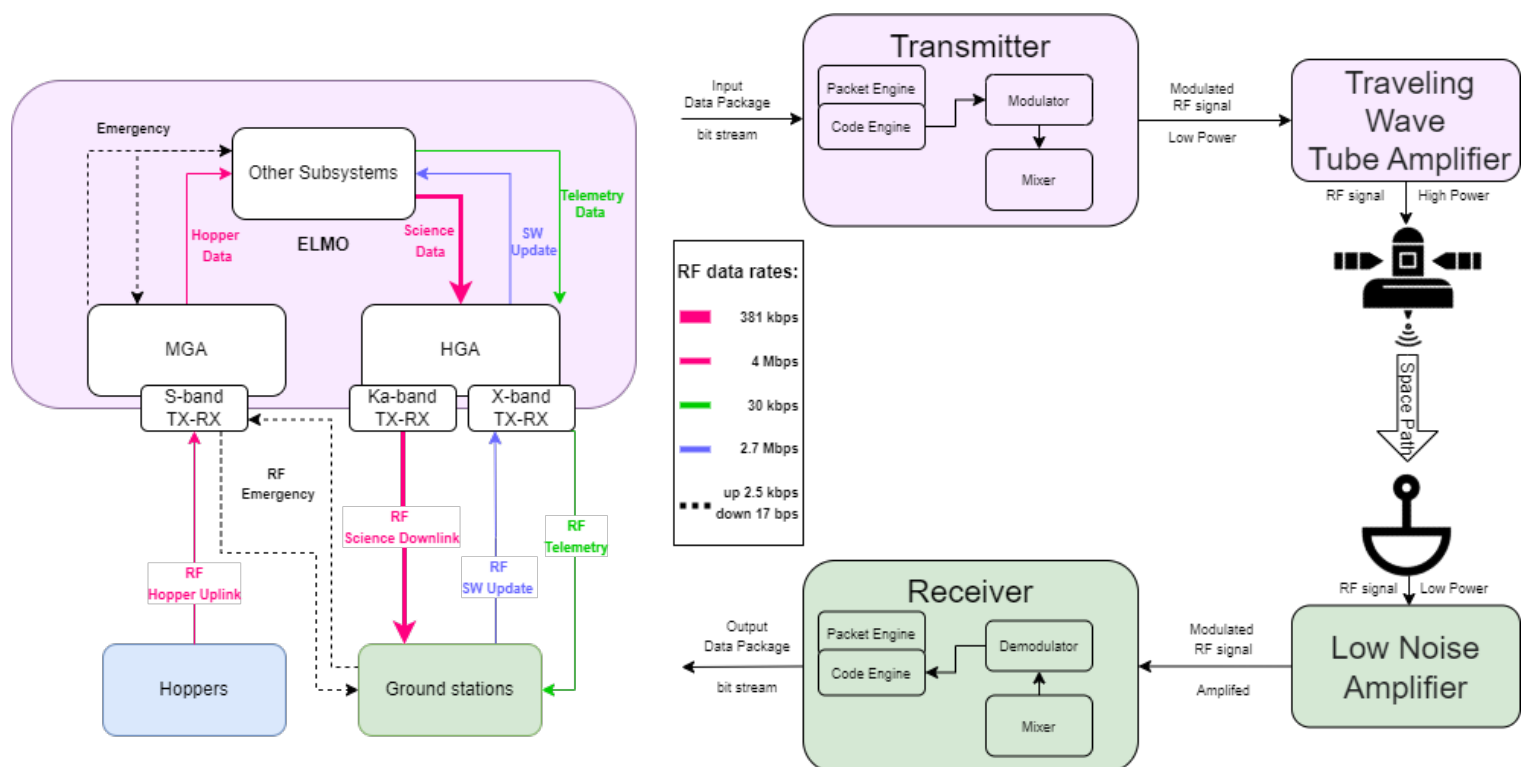 Emergency
Other Subsystems
ELMO
Hopper
Data
Science
Data
SW
Update
Telemetry
Data
MGA
HGA
S-band
TX-RX
Ka-band
TX-RX
X-band
TX-RX
RF
Emergency
RF
Hopper Uplink
RF
Science Downlink
RF
SW Update
RF
Telemetry
Hoppers
Ground stations
RF data rates:
381 kbps
4 Mbps
30 kbps
2.7 Mbps
up 2.5 kbps
down 17 bps
Input
Data Package
bit stream
Transmitter
Packet Engine
Code Engine
Modulator
Mixer
Modulated
RF signal
Low Power
Traveling
Wave
Tube Amplifier
RF signal
High Power
Space Path
RF signal
Low Power
Low Noise
Amplifier
Modulated
RF signal
Amplifed
Receiver
Packet Engine
Code Engine
Demodulator
Mixer
Output
Data Package
bit stream